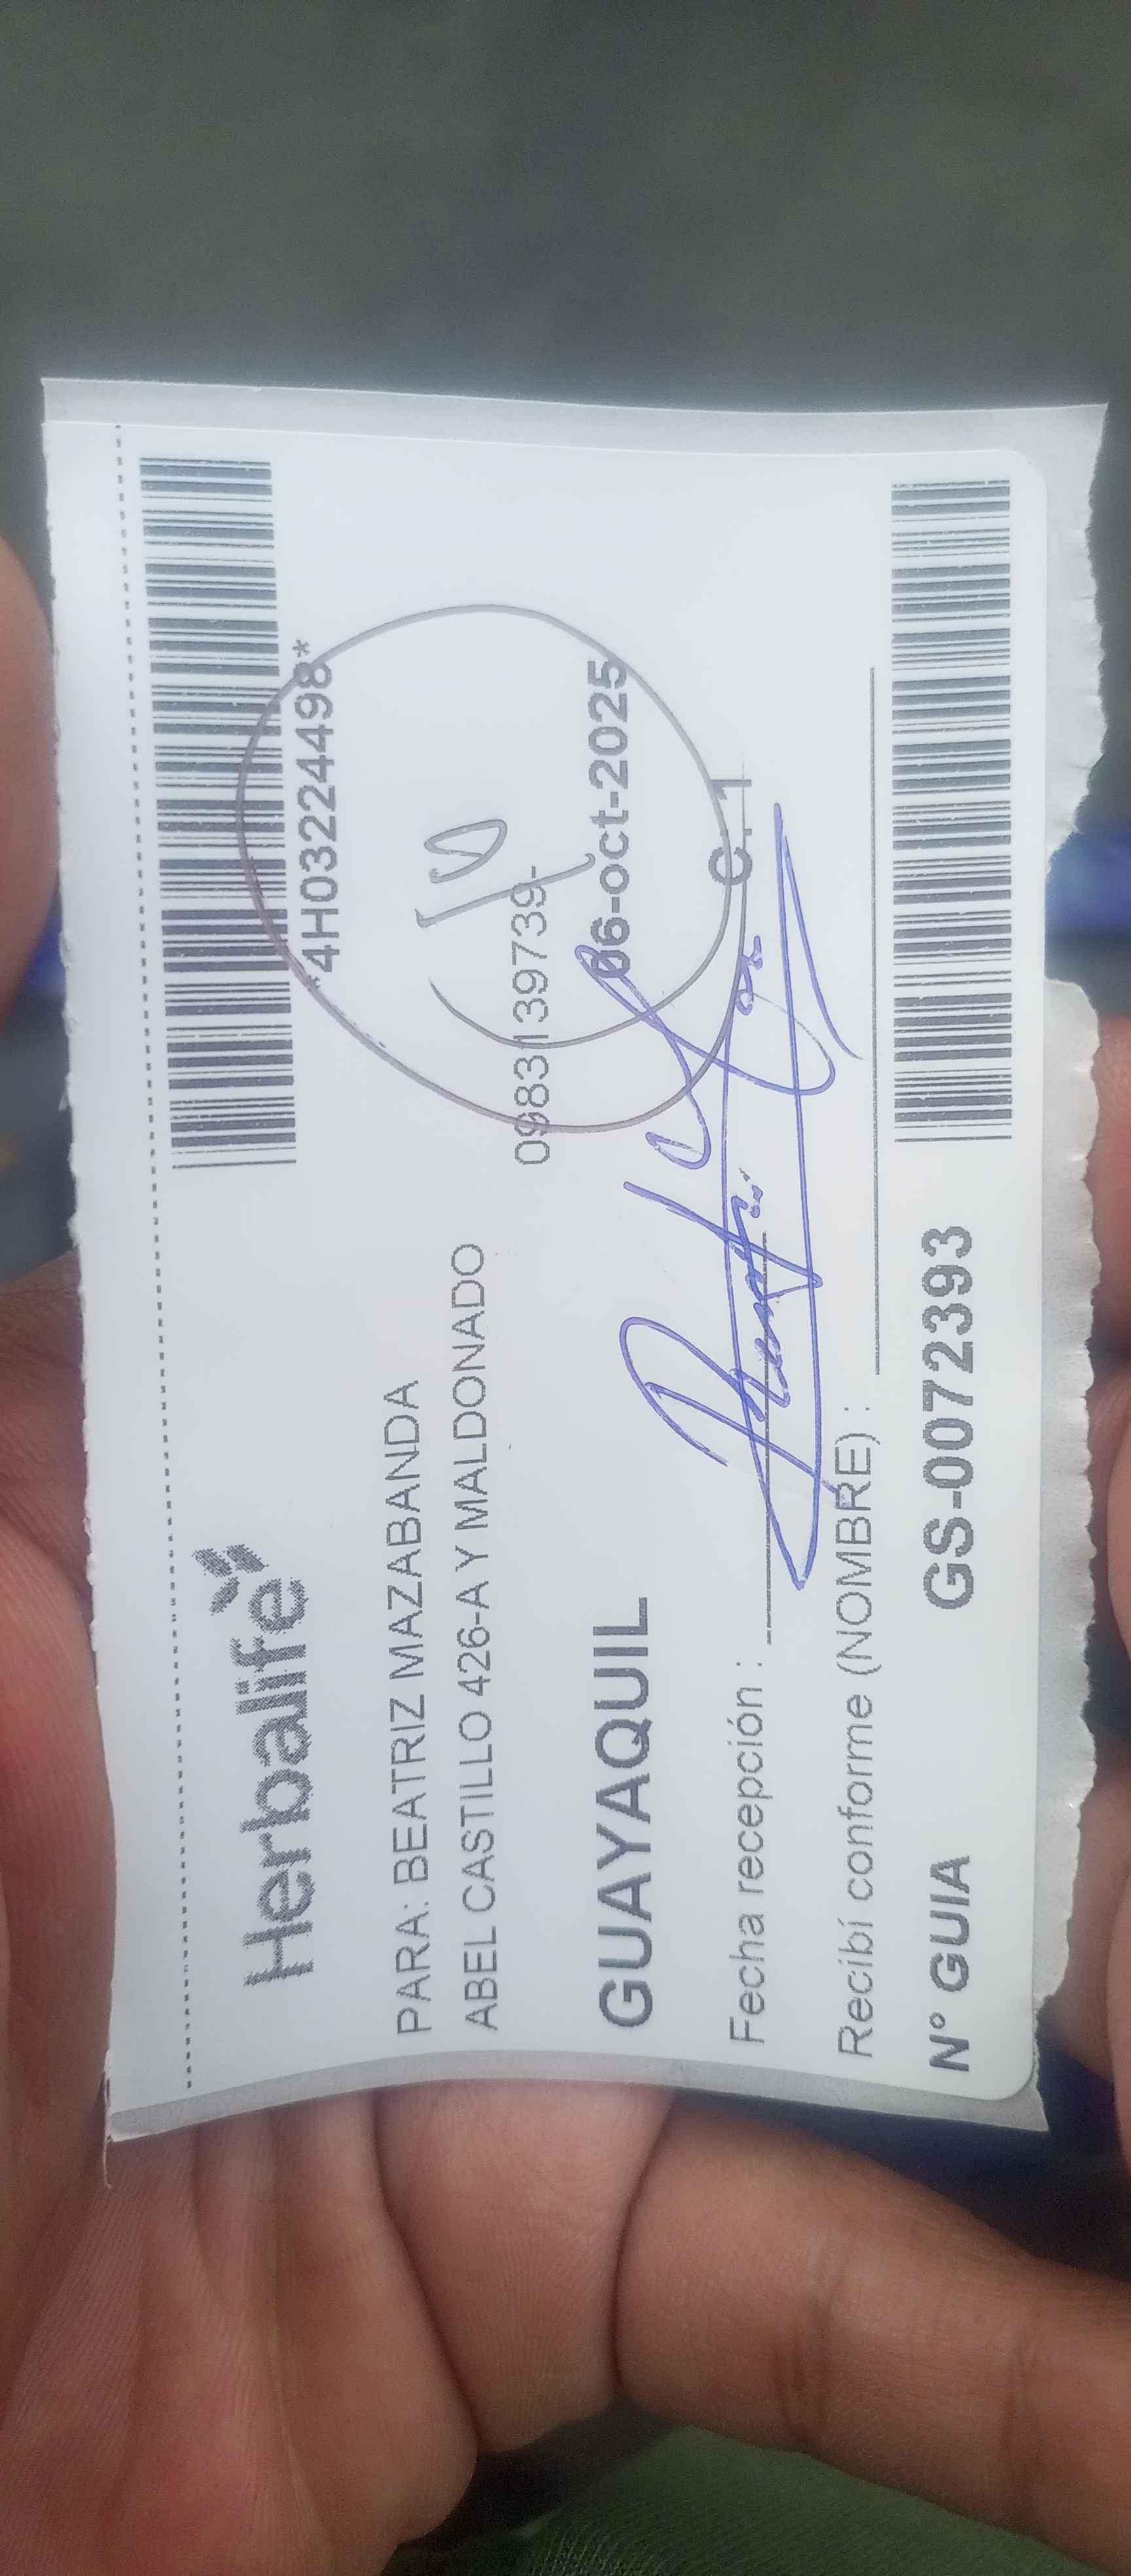 Herbalife
*4H03224498*
PARA: BEATRIZ MAZABANDA
ABEL CASTILLO 426-A Y MALDONADO
0983139739-
GUAYAQUIL
06-oct-2025
Fecha recepción :
C.1
Recibí conforme (NOMBRE) :
N° GUIA
GS-0072393